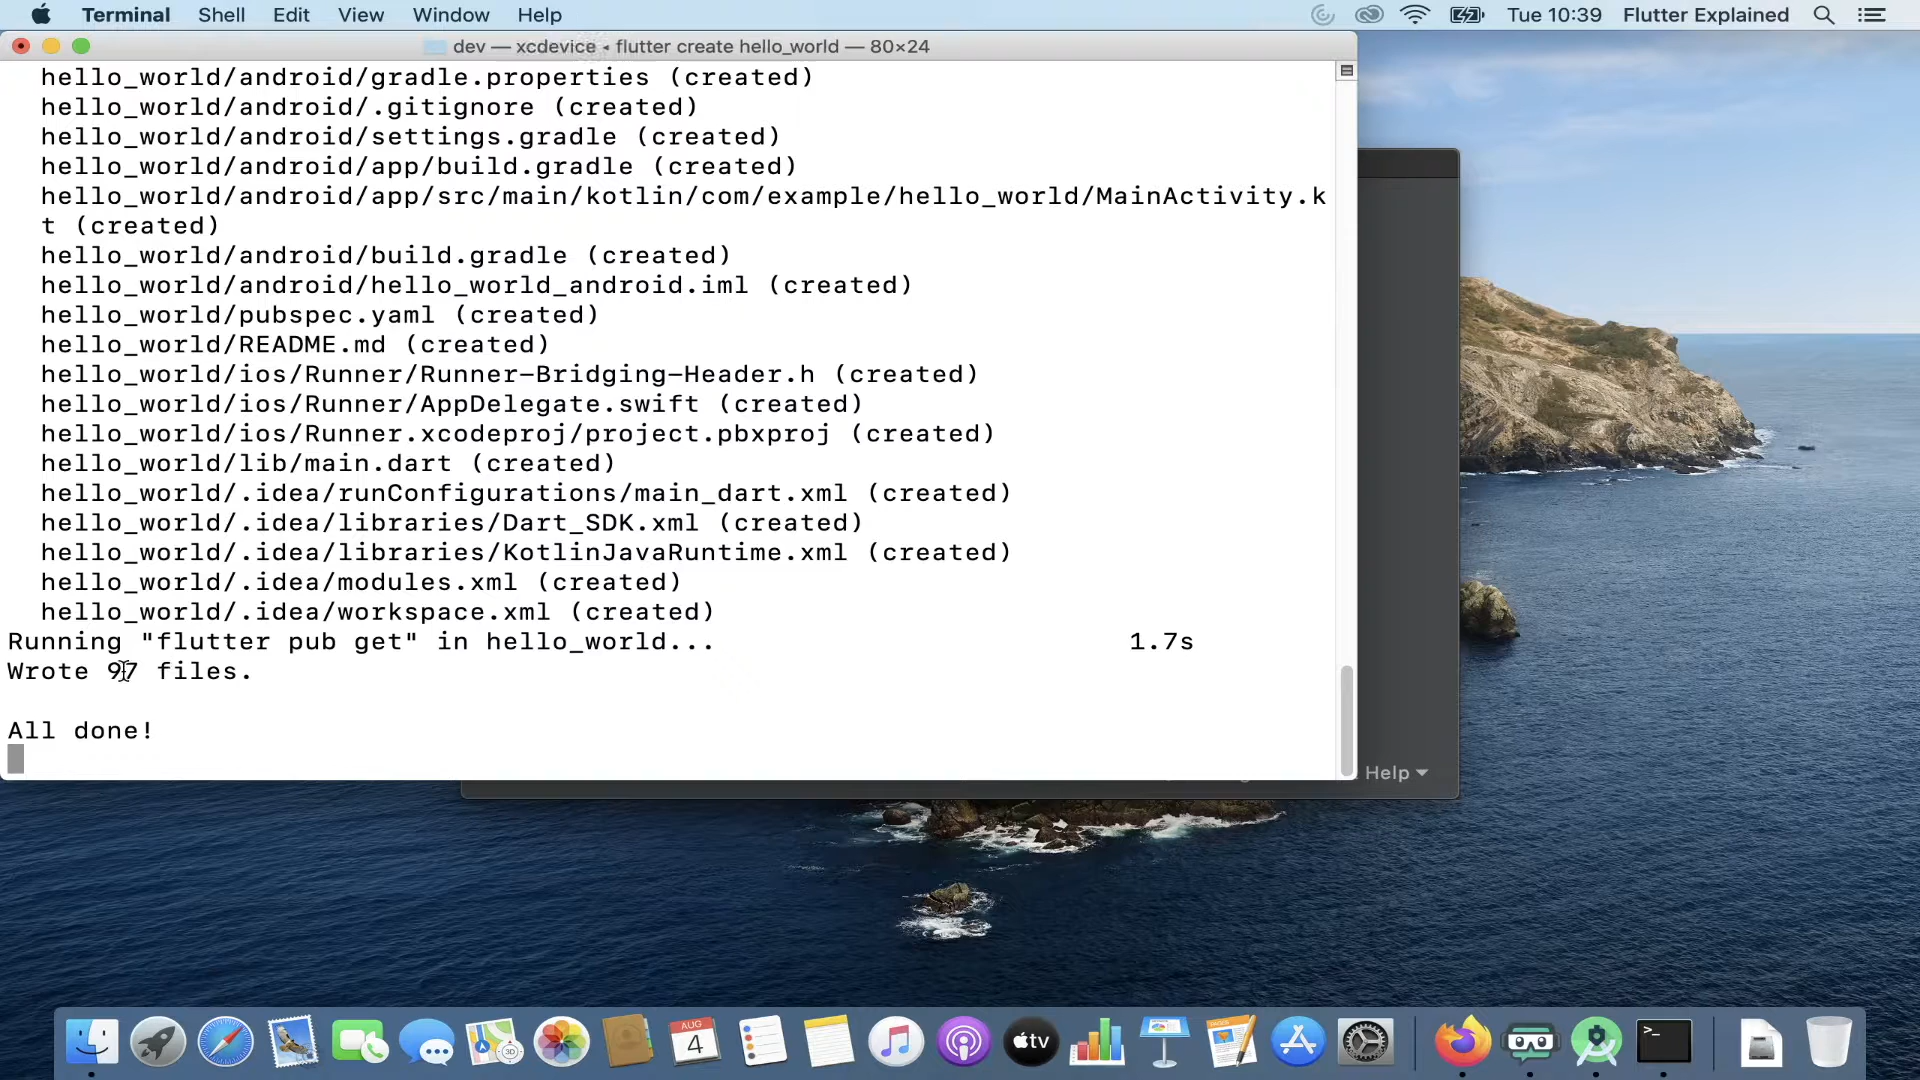 Terminal Shell Edit View Window Help Tue 10:39 Flutter Explained
dev — xcdevice ◂ flutter create hello_world — 80×24
hello_world/android/gradle.properties (created)
hello_world/android/.gitignore (created)
hello_world/android/settings.gradle (created)
hello_world/android/app/build.gradle (created)
hello_world/android/app/src/main/kotlin/com/example/hello_world/MainActivity.k
t (created)
hello_world/android/build.gradle (created)
hello_world/android/hello_world_android.iml (created)
hello_world/pubspec.yaml (created)
hello_world/README.md (created)
hello_world/ios/Runner/Runner-Bridging-Header.h (created)
hello_world/ios/Runner/AppDelegate.swift (created)
hello_world/ios/Runner.xcodeproj/project.pbxproj (created)
hello_world/lib/main.dart (created)
hello_world/.idea/runConfigurations/main_dart.xml (created)
hello_world/.idea/libraries/Dart_SDK.xml (created)
hello_world/.idea/libraries/KotlinJavaRuntime.xml (created)
hello_world/.idea/modules.xml (created)
hello_world/.idea/workspace.xml (created)
Running "flutter pub get" in hello_world... 1.7s
Wrote 97 files.
All done!
Help
AUG
4
3D
tv
PAGES
>_